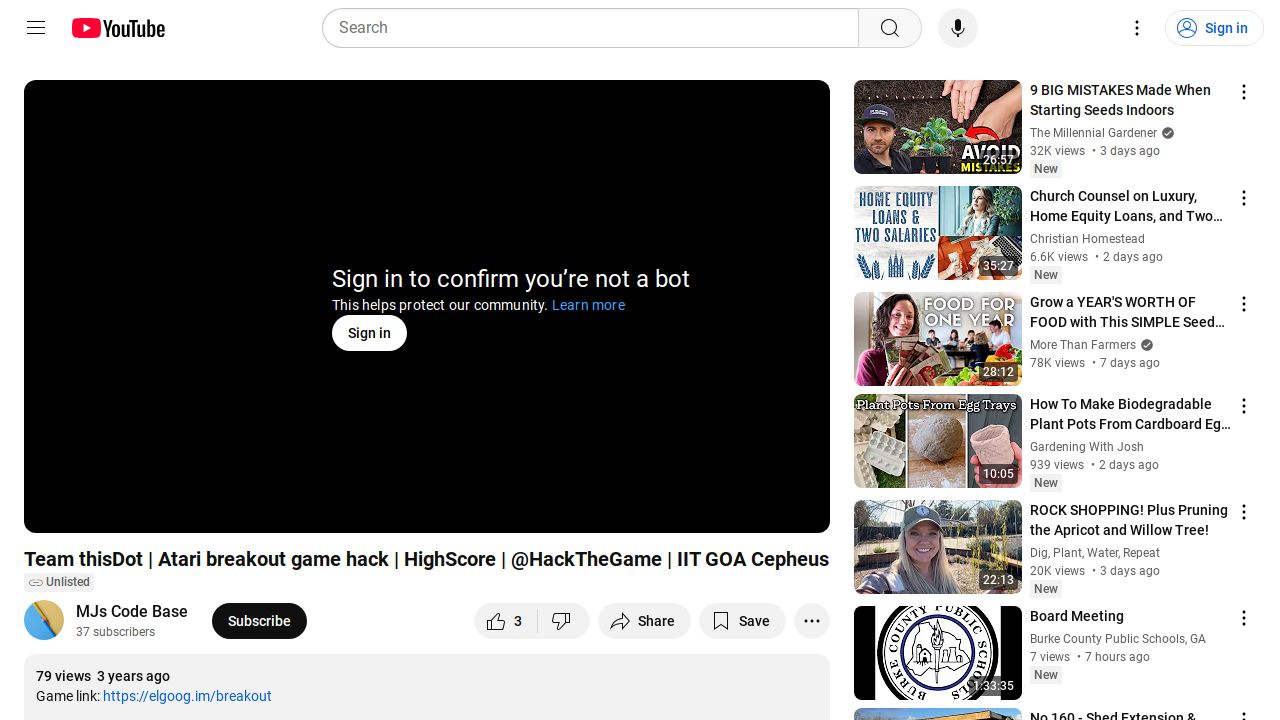 YouTube
Search
Sign in
Sign in to confirm you’re not a bot
This helps protect our community. Learn more
Sign in
Team thisDot | Atari breakout game hack | HighScore | @HackTheGame | IIT GOA Cepheus
Unlisted
MJs Code Base
37 subscribers
Subscribe
3
Share
Save
79 views 3 years ago
Game link: https://elgoog.im/breakout
AVOID
MISTAKES
26:57
9 BIG MISTAKES Made When
Starting Seeds Indoors
The Millennial Gardener
32K views • 3 days ago
New
HOME EQUITY
LOANS &
TWO SALARIES
35:27
Church Counsel on Luxury,
Home Equity Loans, and Two…
Christian Homestead
6.6K views • 2 days ago
New
FOOD FOR
ONE YEAR
28:12
Grow a YEAR'S WORTH OF
FOOD with This SIMPLE Seed…
More Than Farmers
78K views • 7 days ago
Plant Pots From Egg Trays
10:05
How To Make Biodegradable
Plant Pots From Cardboard Eg…
Gardening With Josh
939 views • 2 days ago
New
22:13
ROCK SHOPPING! Plus Pruning
the Apricot and Willow Tree!
Dig, Plant, Water, Repeat
20K views • 3 days ago
New
BURKE COUNTY PUBLIC SCHOOLS
1:33:35
Board Meeting
Burke County Public Schools, GA
7 views • 7 hours ago
New
No 160 - Shed Extension &